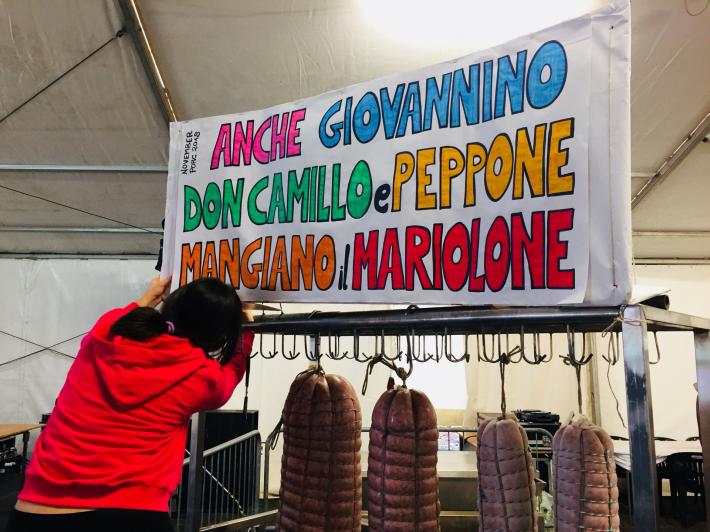 NOVEMBER
PORC 2018
ANCHE GIOVANNINO
DON CAMILLO e PEPPONE
MANGIANO il MARIOLONE